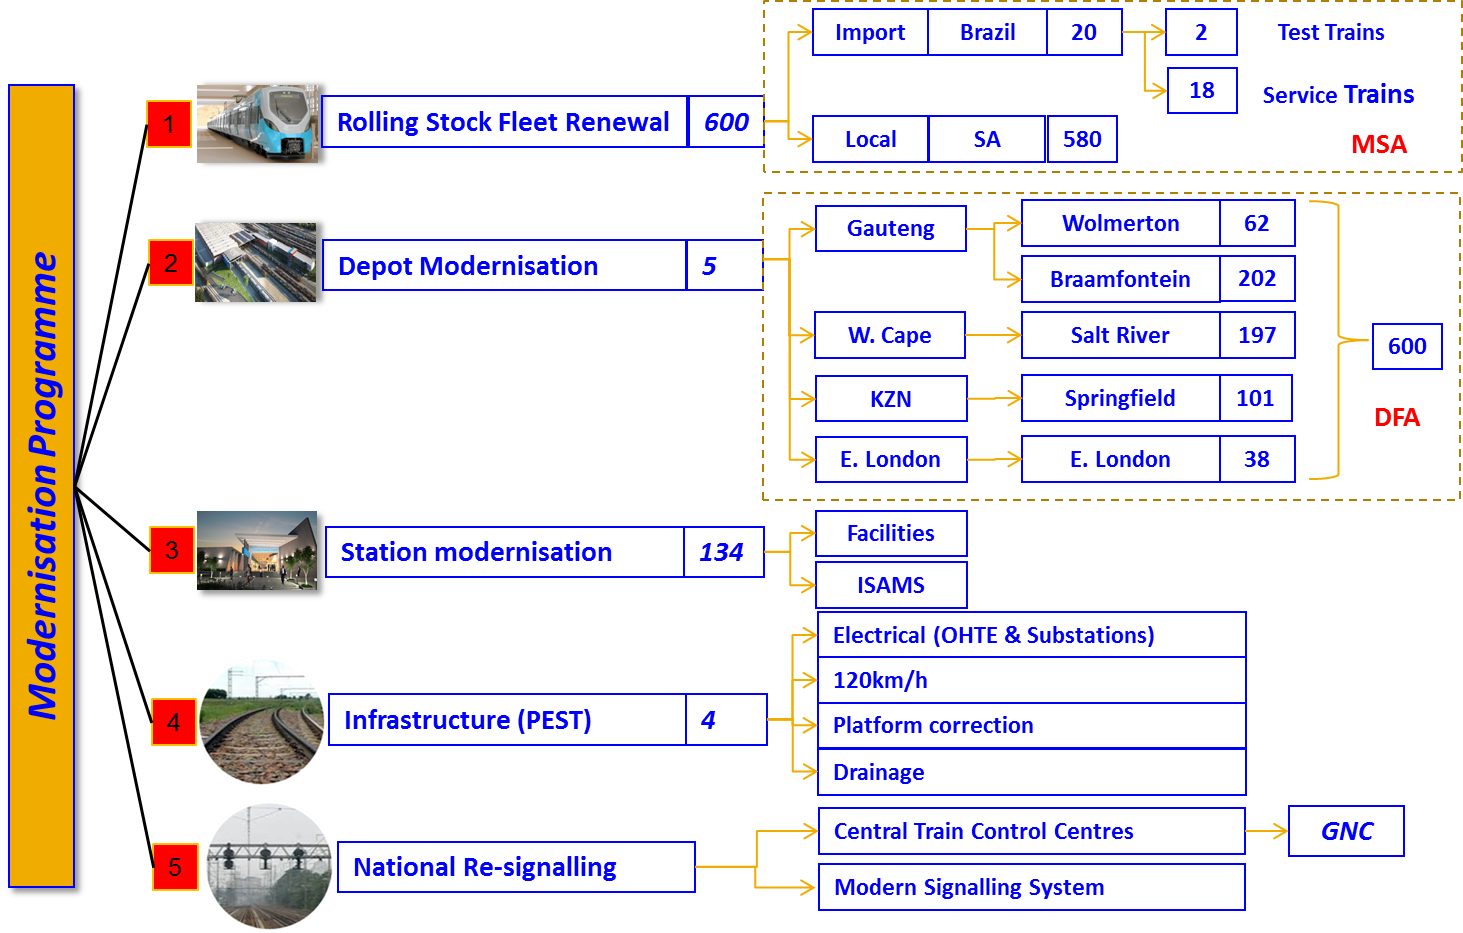 Modernisation Programme
1
Rolling Stock Fleet Renewal 600
Import Brazil 20 2 Test Trains
18 Service Trains
Local SA 580
MSA
2
Depot Modernisation 5
Gauteng Wolmerton 62
Braamfontein 202
W. Cape Salt River 197
KZN Springfield 101
E. London E. London 38
600
DFA
3
Station modernisation 134
Facilities
ISAMS
4
Infrastructure (PEST) 4
Electrical (OHTE & Substations)
120km/h
Platform correction
Drainage
5
National Re-signalling
Central Train Control Centres GNC
Modern Signalling System